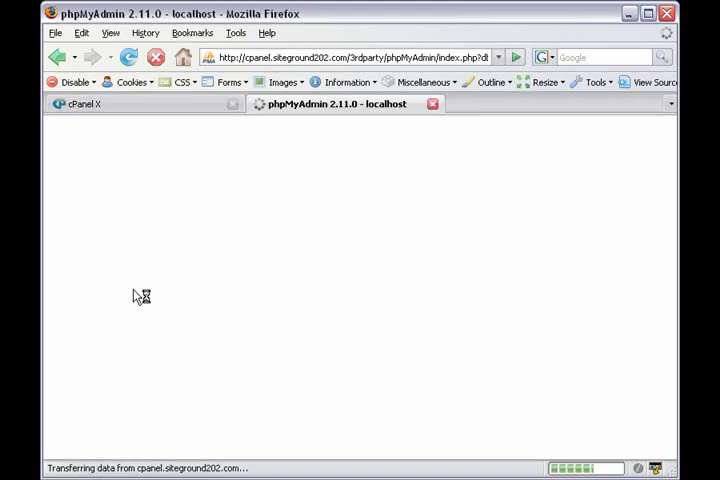 phpMyAdmin 2.11.0 - localhost - Mozilla Firefox
File Edit View History Bookmarks Tools Help
http://cpanel.siteground202.com/3rdparty/phpMyAdmin/index.php?d
Google
Disable Cookies CSS Forms Images Information Miscellaneous Outline Resize Tools View Sourc
cPanel X
phpMyAdmin 2.11.0 - localhost
Transferring data from cpanel.siteground202.com...